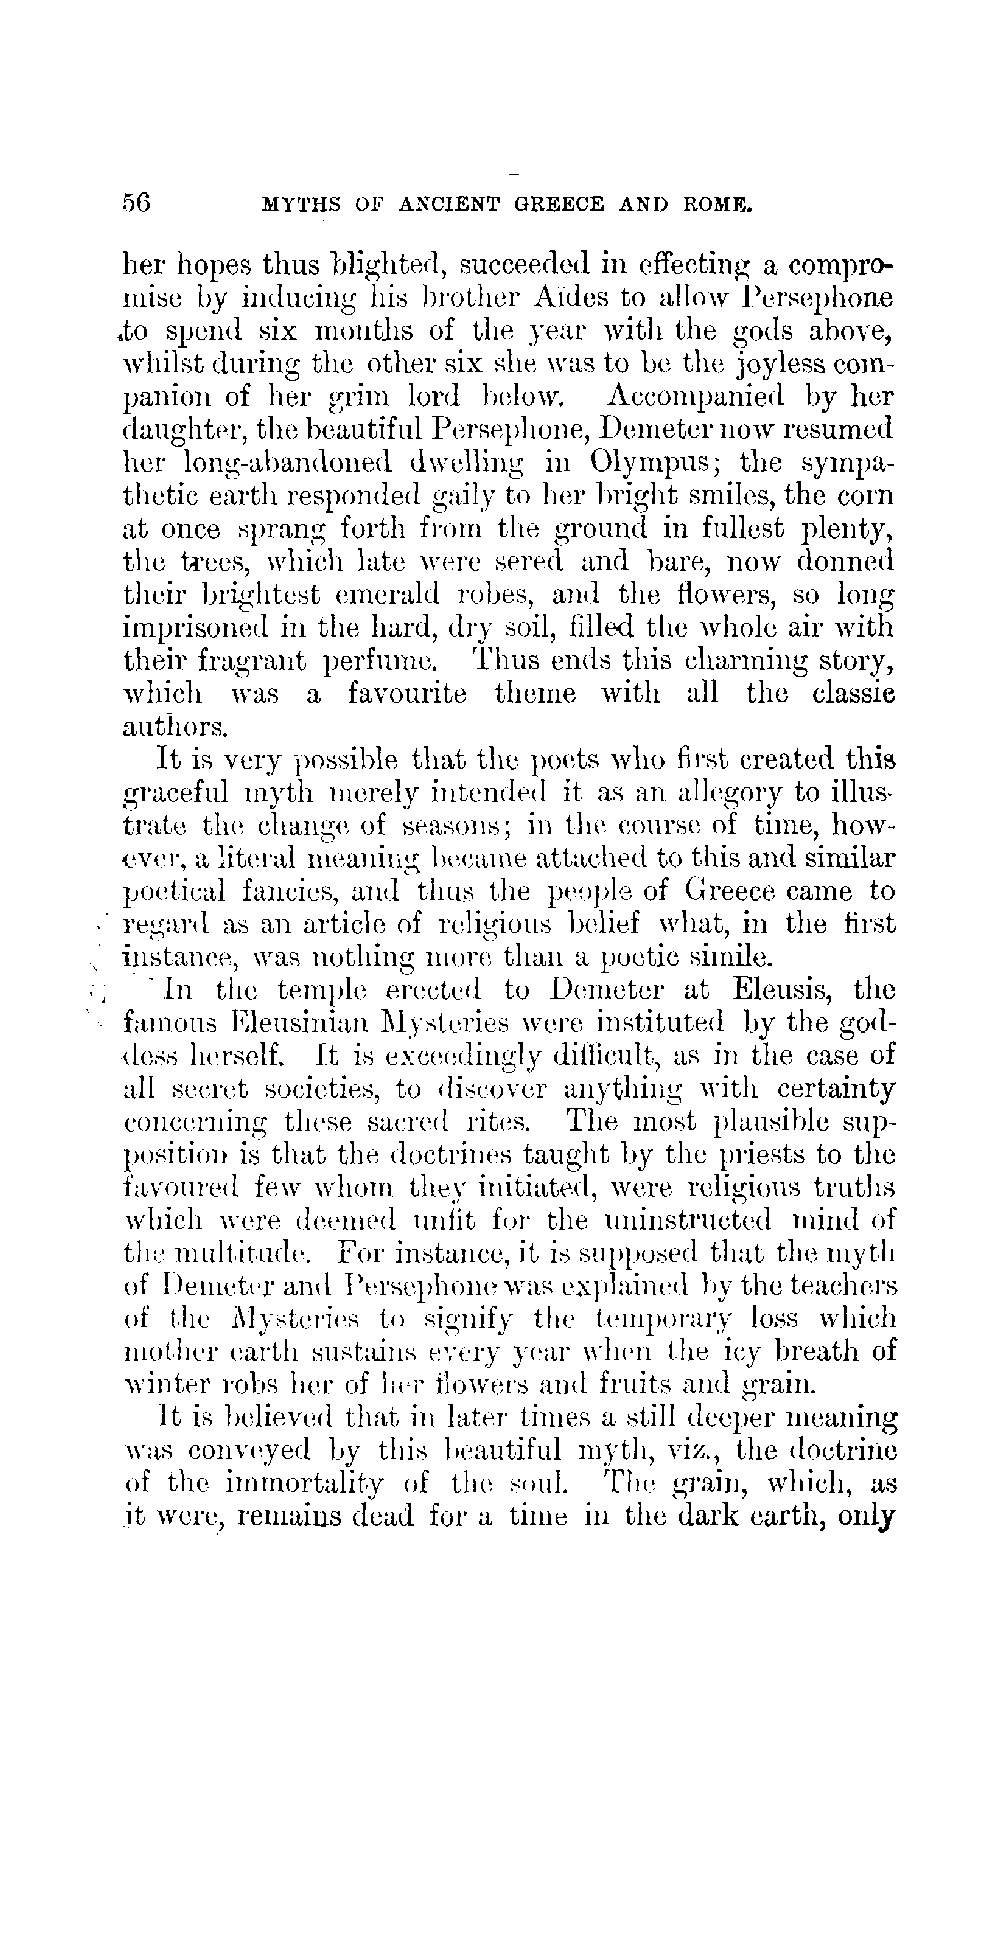 56 MYTHS OF ANCIENT GREECE AND ROME.
her hopes thus blighted, succeeded in effecting a compro-
mise by inducing his brother Aïdes to allow Persephone
to spend six months of the year with the gods above,
whilst during the other six she was to be the joyless com-
panion of her grim lord below. Accompanied by her
daughter, the beautiful Persephone, Demeter now resumed
her long-abandoned dwelling in Olympus; the sympa-
thetic earth responded gaily to her bright smiles, the corn
at once sprang forth from the ground in fullest plenty,
the trees, which late were sered and bare, now donned
their brightest emerald robes, and the flowers, so long
imprisoned in the hard, dry soil, filled the whole air with
their fragrant perfume. Thus ends this charming story,
which was a favourite theme with all the classic
authors.
It is very possible that the poets who first created this
graceful myth merely intended it as an allegory to illus-
trate the change of seasons; in the course of time, how-
ever, a literal meaning became attached to this and similar
poetical fancies, and thus the people of Greece came to
regard as an article of religious belief what, in the first
instance, was nothing more than a poetic simile.
In the temple erected to Demeter at Eleusis, the
famous Eleusinian Mysteries were instituted by the god-
dess herself. It is exceedingly difficult, as in the case of
all secret societies, to discover anything with certainty
concerning these sacred rites. The most plausible sup-
position is that the doctrines taught by the priests to the
favoured few whom they initiated, were religious truths
which were deemed unfit for the uninstructed mind of
the multitude. For instance, it is supposed that the myth
of Demeter and Persephone was explained by the teachers
of the Mysteries to signify the temporary loss which
mother earth sustains every year when the icy breath of
winter robs her of her flowers and fruits and grain.
It is believed that in later times a still deeper meaning
was conveyed by this beautiful myth, viz., the doctrine
of the immortality of the soul. The grain, which, as
it were, remains dead for a time in the dark earth, only